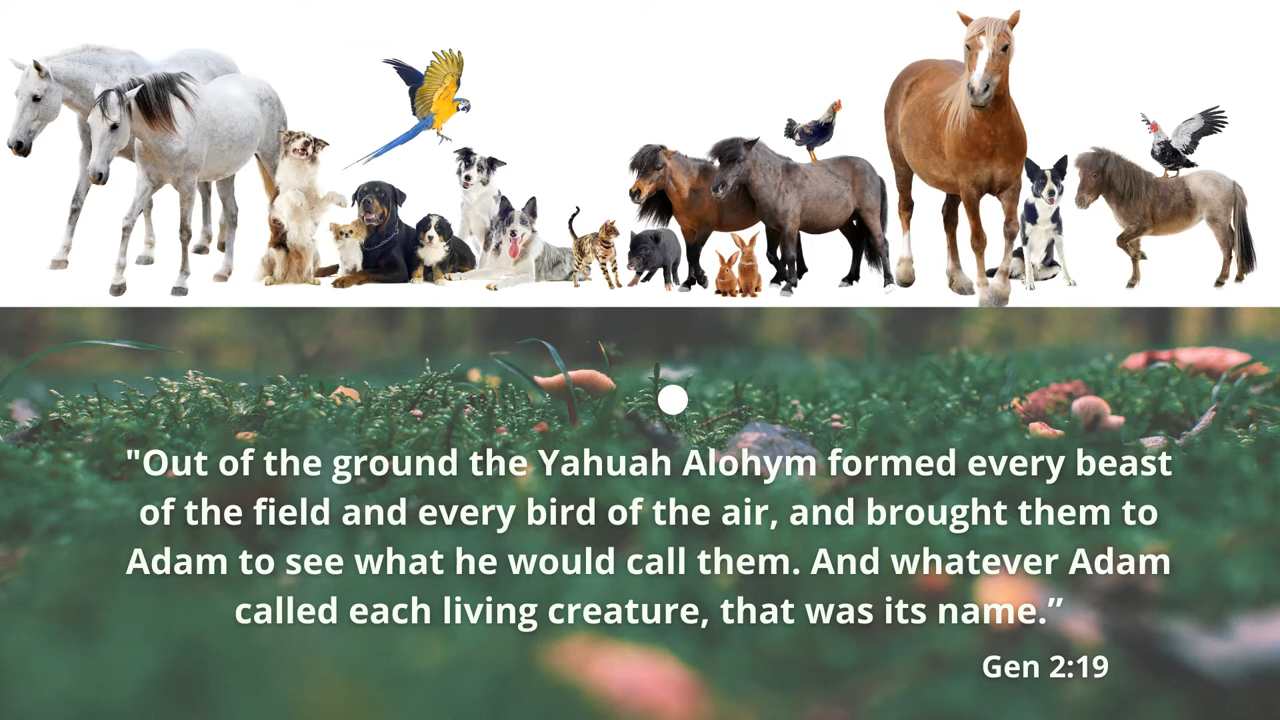 "Out of the ground the Yahuah Alohym formed every beast
of the field and every bird of the air, and brought them to
Adam to see what he would call them. And whatever Adam
called each living creature, that was its name.”
Gen 2:19